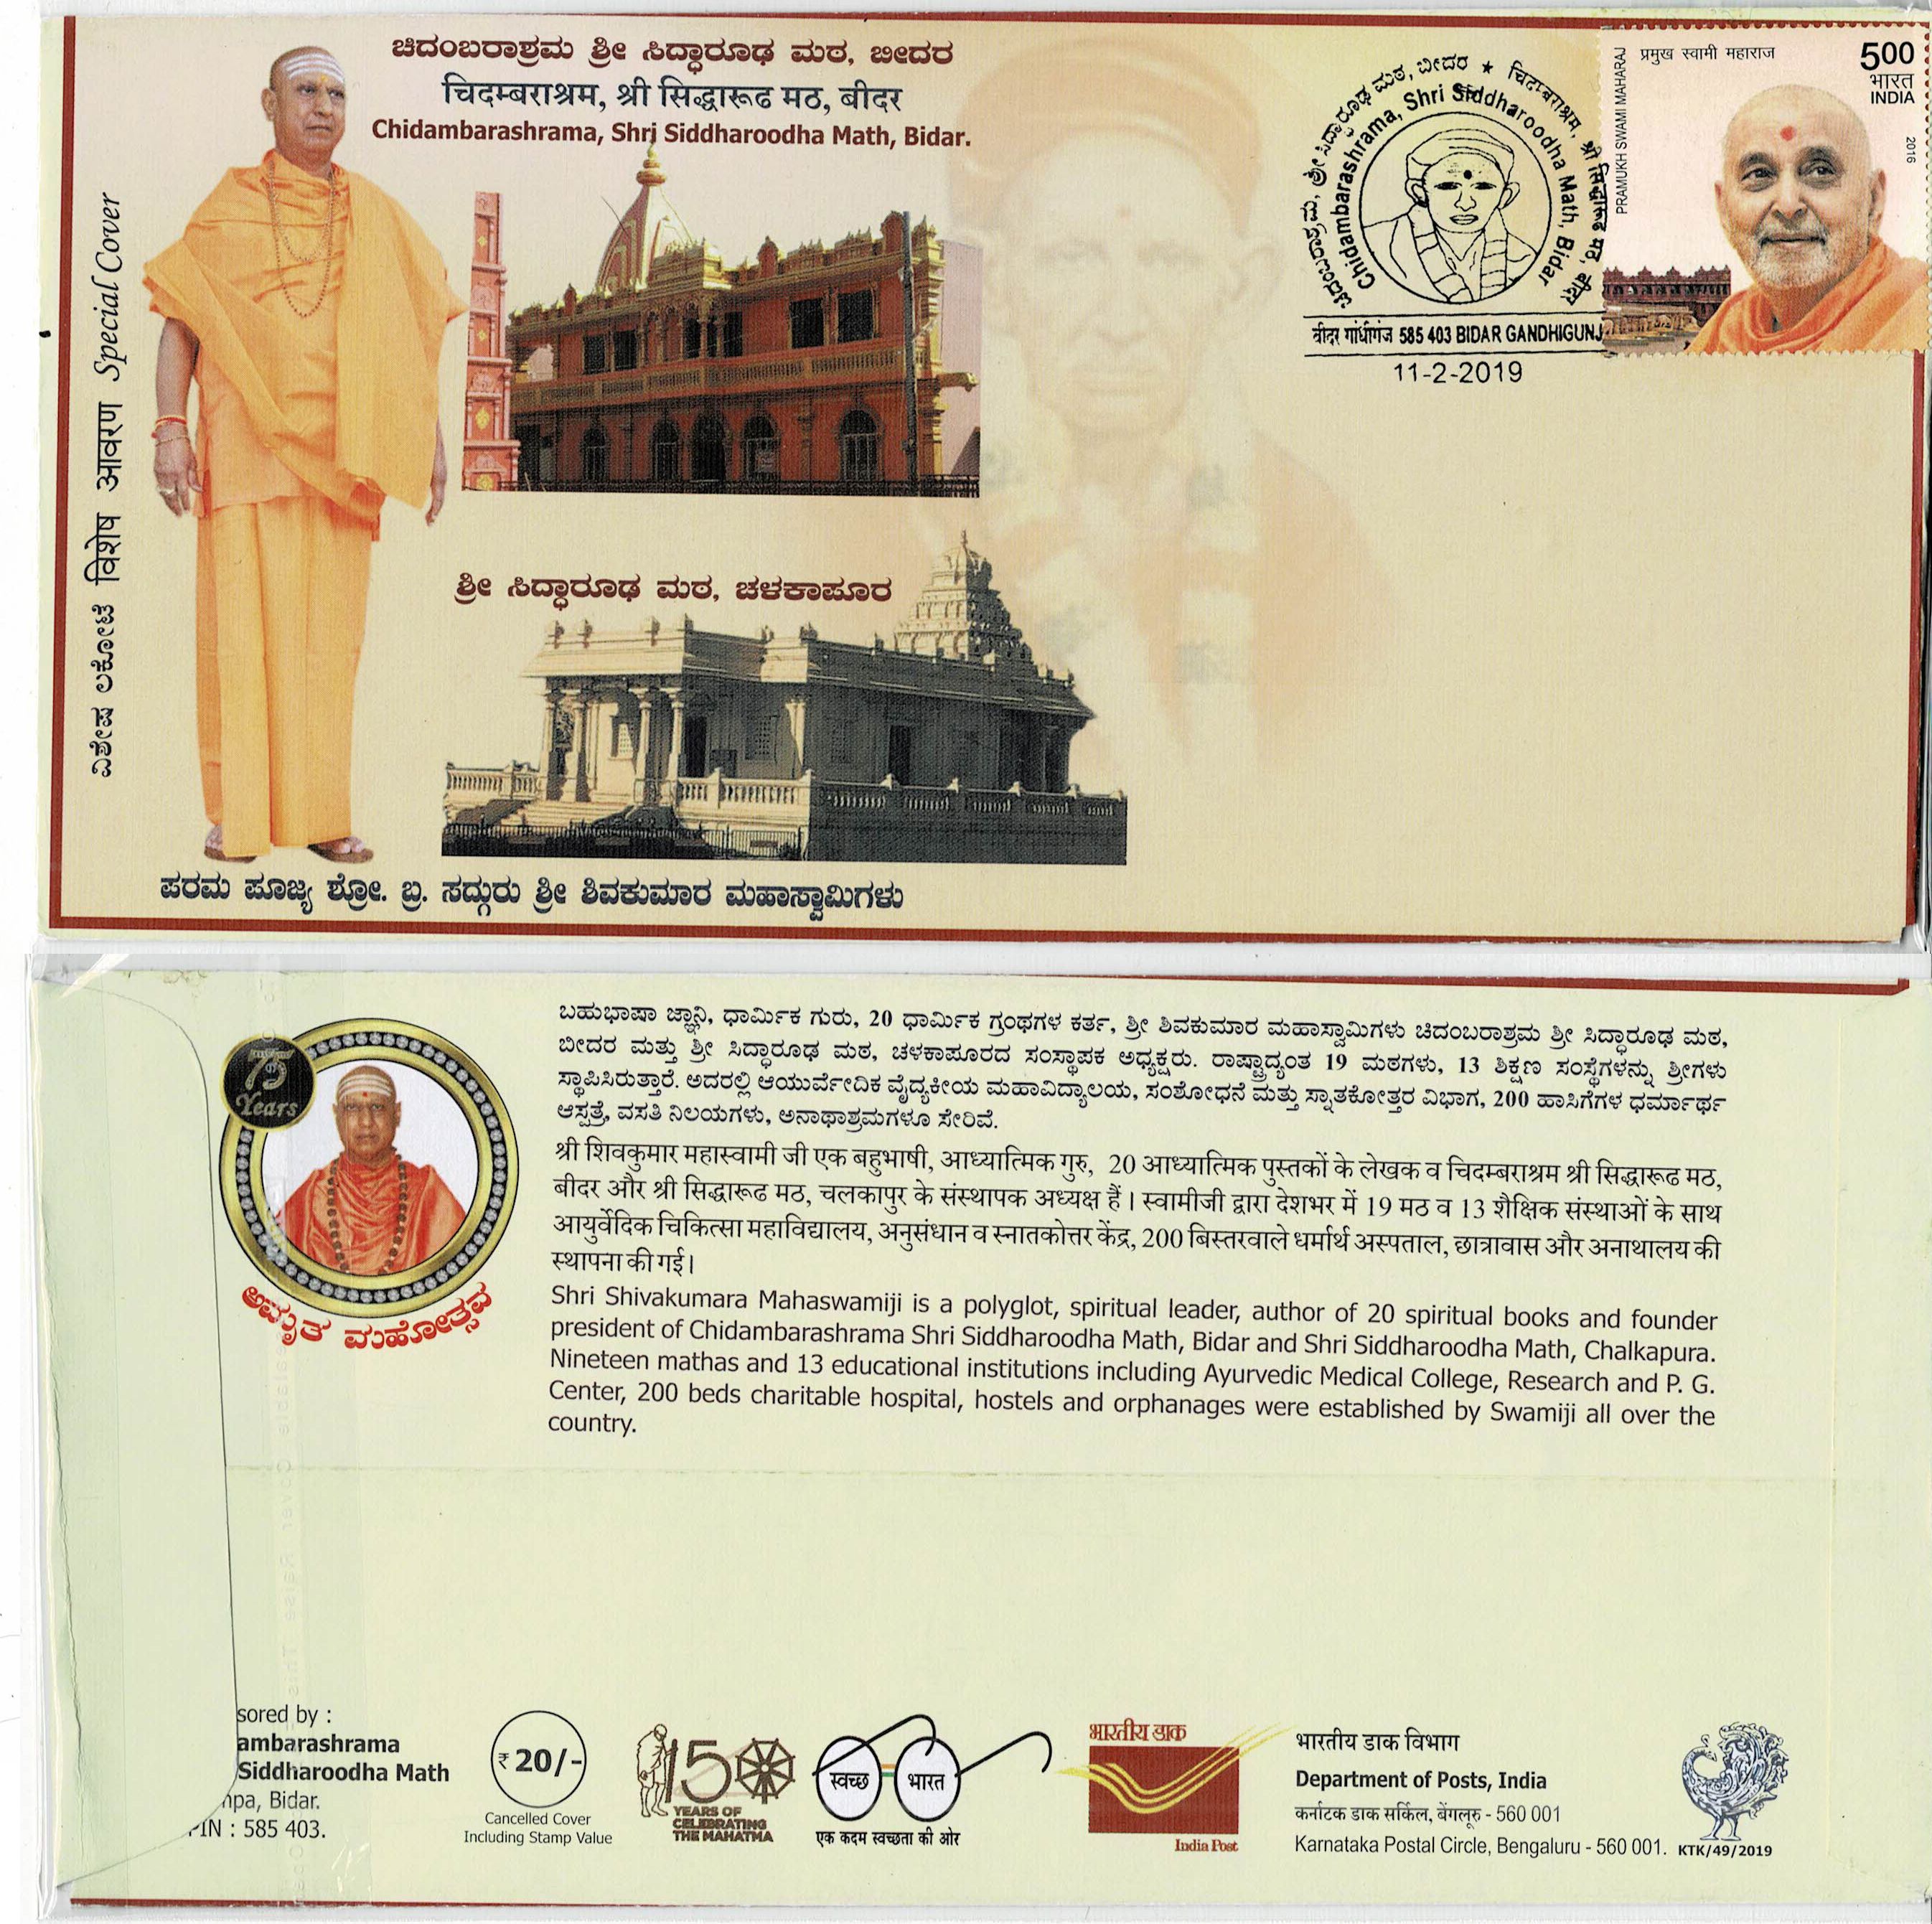 ಚಿದಂಬರಾಶ್ರಮ ಶ್ರೀ ಸಿದ್ಧಾರೂಢ ಮಠ, ಬೀದರ
चिदम्बराश्रम, श्री सिद्धारूढ मठ, बीदर
Chidambarashrama, Shri Siddharoodha Math, Bidar.
ವಿಶೇಷ ಲಕೋಟೆ विशेष आवरण Special Cover
ಚಿದಂಬರಾಶ್ರಮ, ಶ್ರೀ ಸಿದ್ಧಾರೂಢ ಮಠ, ಬೀದರ ★ चिदम्बराश्रम, श्री सिद्धारूढ मठ, बीदर
Chidambarashrama, Shri Siddharoodha Math, Bidar
बीदर गांधीगंज 585 403 BIDAR GANDHIGUNJ
11-2-2019
PRAMUKH SWAMI MAHARAJ
प्रमुख स्वामी महाराज
500
भारत
INDIA
2016
ಶ್ರೀ ಸಿದ್ಧಾರೂಢ ಮಠ, ಚಳಕಾಪೂರ
ಪರಮ ಪೂಜ್ಯ ಶ್ರೋ. ಬ್ರ. ಸದ್ಗುರು ಶ್ರೀ ಶಿವಕುಮಾರ ಮಹಾಸ್ವಾಮಿಗಳು
75
Years
ಅಮೃತ ಮಹೋತ್ಸವ
ಬಹುಭಾಷಾ ಜ್ಞಾನಿ, ಧಾರ್ಮಿಕ ಗುರು, 20 ಧಾರ್ಮಿಕ ಗ್ರಂಥಗಳ ಕರ್ತ, ಶ್ರೀ ಶಿವಕುಮಾರ ಮಹಾಸ್ವಾಮಿಗಳು ಚಿದಂಬರಾಶ್ರಮ ಶ್ರೀ ಸಿದ್ಧಾರೂಢ ಮಠ,
ಬೀದರ ಮತ್ತು ಶ್ರೀ ಸಿದ್ಧಾರೂಢ ಮಠ, ಚಳಕಾಪೂರದ ಸಂಸ್ಥಾಪಕ ಅಧ್ಯಕ್ಷರು. ರಾಷ್ಟ್ರಾದ್ಯಂತ 19 ಮಠಗಳು, 13 ಶಿಕ್ಷಣ ಸಂಸ್ಥೆಗಳನ್ನು ಶ್ರೀಗಳು
ಸ್ಥಾಪಿಸಿರುತ್ತಾರೆ. ಅದರಲ್ಲಿ ಆಯುರ್ವೇದಿಕ ವೈದ್ಯಕೀಯ ಮಹಾವಿದ್ಯಾಲಯ, ಸಂಶೋಧನೆ ಮತ್ತು ಸ್ನಾತಕೋತ್ತರ ವಿಭಾಗ, 200 ಹಾಸಿಗೆಗಳ ಧರ್ಮಾರ್ಥ
ಆಸ್ಪತ್ರೆ, ವಸತಿ ನಿಲಯಗಳು, ಅನಾಥಾಶ್ರಮಗಳೂ ಸೇರಿವೆ.
श्री शिवकुमार महास्वामी जी एक बहुभाषी, आध्यात्मिक गुरु, 20 आध्यात्मिक पुस्तकों के लेखक व चिदम्बराश्रम श्री सिद्धारूढ मठ,
बीदर और श्री सिद्धारूढ मठ, चलकापुर के संस्थापक अध्यक्ष हैं । स्वामीजी द्वारा देशभर में 19 मठ व 13 शैक्षिक संस्थाओं के साथ
आयुर्वेदिक चिकित्सा महाविद्यालय, अनुसंधान व स्नातकोत्तर केंद्र, 200 बिस्तरवाले धर्मार्थ अस्पताल, छात्रावास और अनाथालय की
स्थापना की गई।
Shri Shivakumara Mahaswamiji is a polyglot, spiritual leader, author of 20 spiritual books and founder
president of Chidambarashrama Shri Siddharoodha Math, Bidar and Shri Siddharoodha Math, Chalkapura.
Nineteen mathas and 13 educational institutions including Ayurvedic Medical College, Research and P. G.
Center, 200 beds charitable hospital, hostels and orphanages were established by Swamiji all over the
country.
sored by :
ambarashrama
Siddharoodha Math
mpa, Bidar.
PIN : 585 403.
₹ 20/-
Cancelled Cover
Including Stamp Value
150
YEARS OF
CELEBRATING
THE MAHATMA
स्वच्छ भारत
एक कदम स्वच्छता की ओर
भारतीय डाक
India Post
भारतीय डाक विभाग
Department of Posts, India
कर्नाटक डाक सर्किल, बेंगलूरु - 560 001
Karnataka Postal Circle, Bengaluru - 560 001.
KTK/49/2019